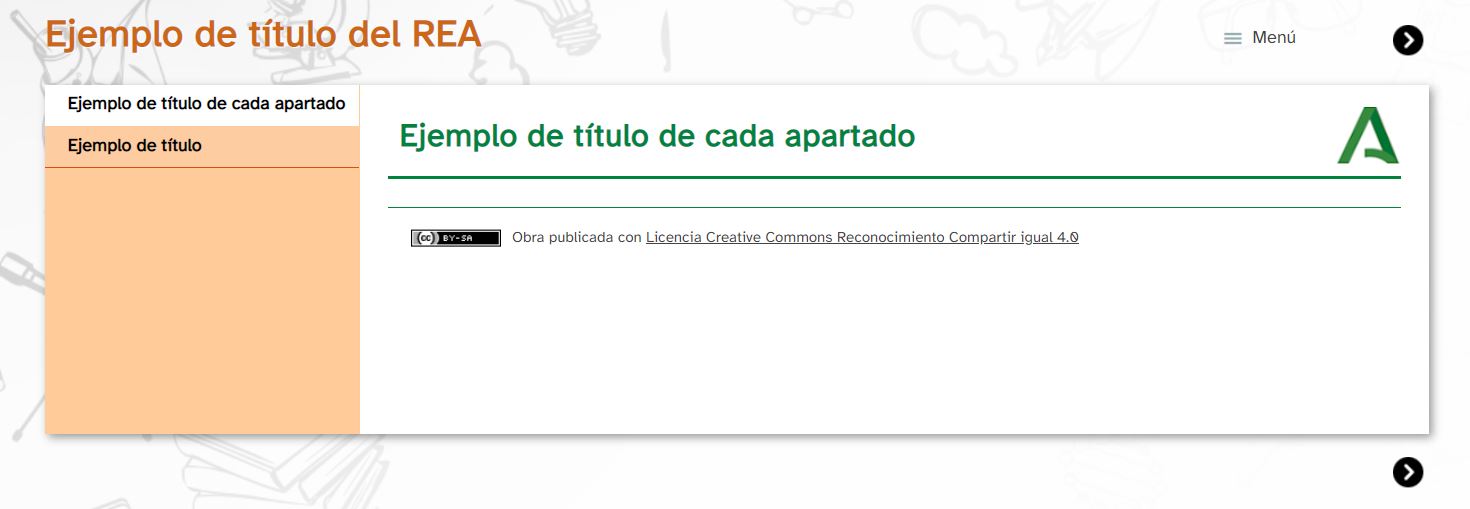 Ejemplo de título del REA
Menú
Ejemplo de título de cada apartado
Ejemplo de título
Ejemplo de título de cada apartado
(cc) BY-SA Obra publicada con Licencia Creative Commons Reconocimiento Compartir igual 4.0